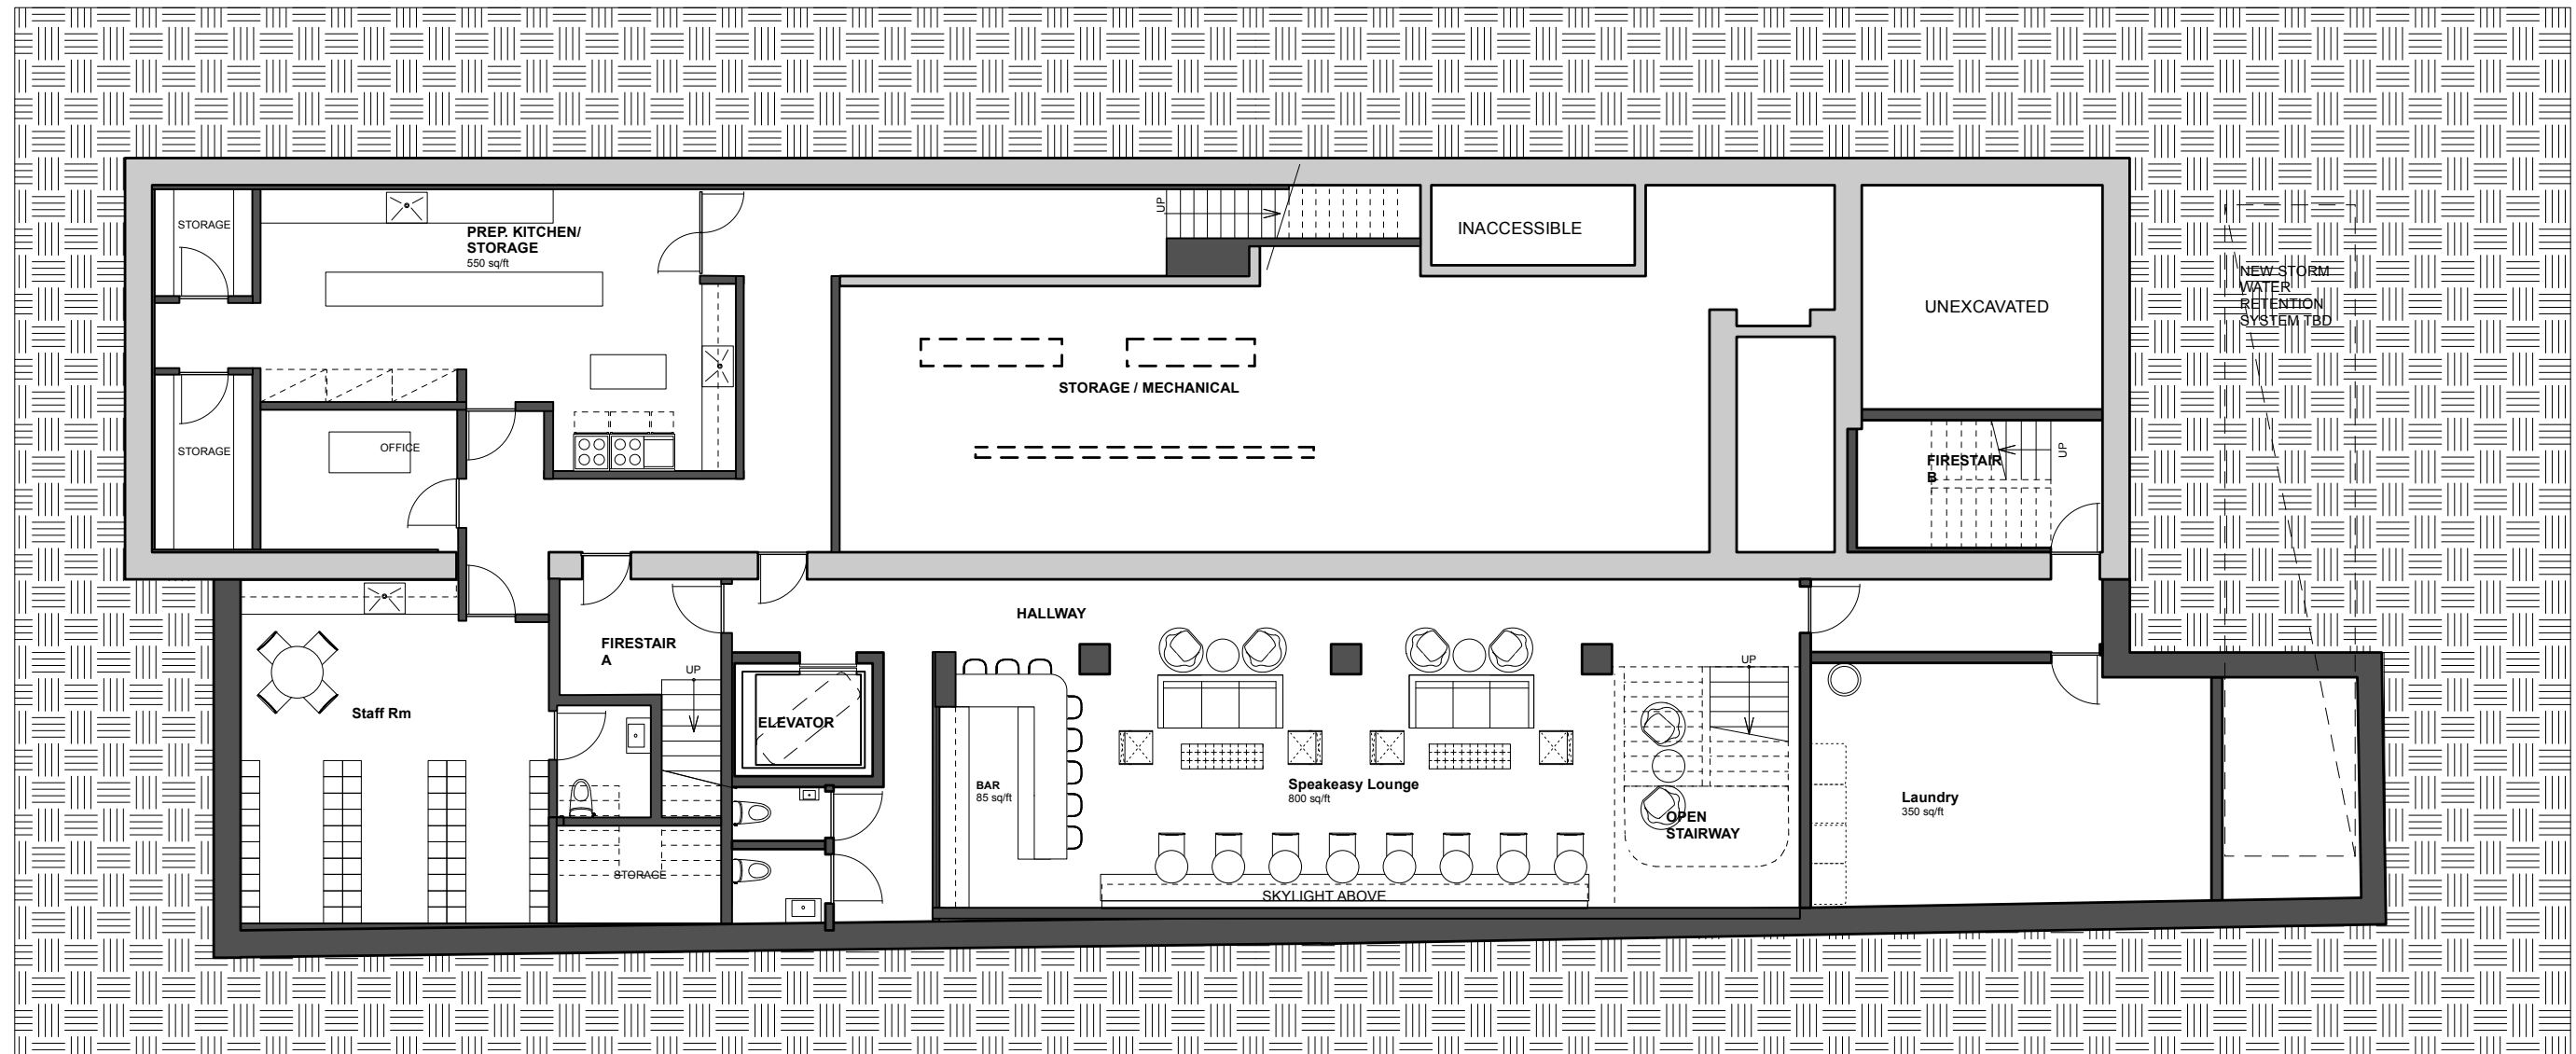 UP
STORAGE
PREP. KITCHEN/
STORAGE
550 sq/ft
INACCESSIBLE
NEW STORM
WATER
RETENTION
SYSTEM TBD
UNEXCAVATED
STORAGE / MECHANICAL
OFFICE
STORAGE
FIRESTAIR
B
UP
HALLWAY
FIRESTAIR
A
UP
UP
Staff Rm
ELEVATOR
BAR
85 sq/ft
Speakeasy Lounge
800 sq/ft
Laundry
350 sq/ft
OPEN
STAIRWAY
STORAGE
SKYLIGHT ABOVE